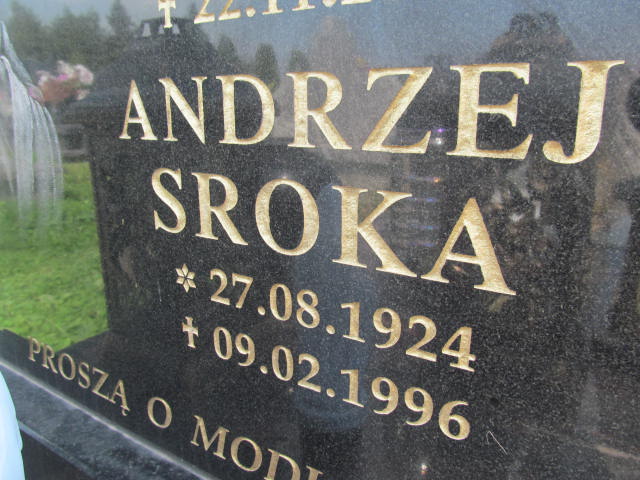 ANDRZEJ
SROKA
* 27.08.1924
✝ 09.02.1996
PROSZĄ O